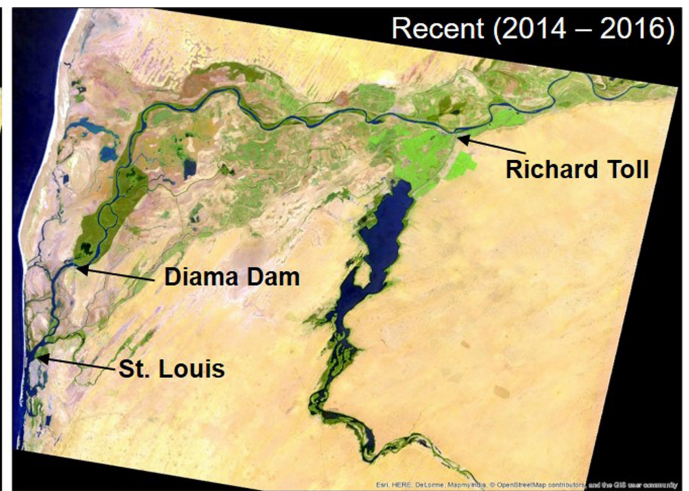 Recent (2014 – 2016)
Richard Toll
Diama Dam
St. Louis
Esri, HERE, DeLorme, MapmyIndia, © OpenStreetMap contributors, and the GIS user community